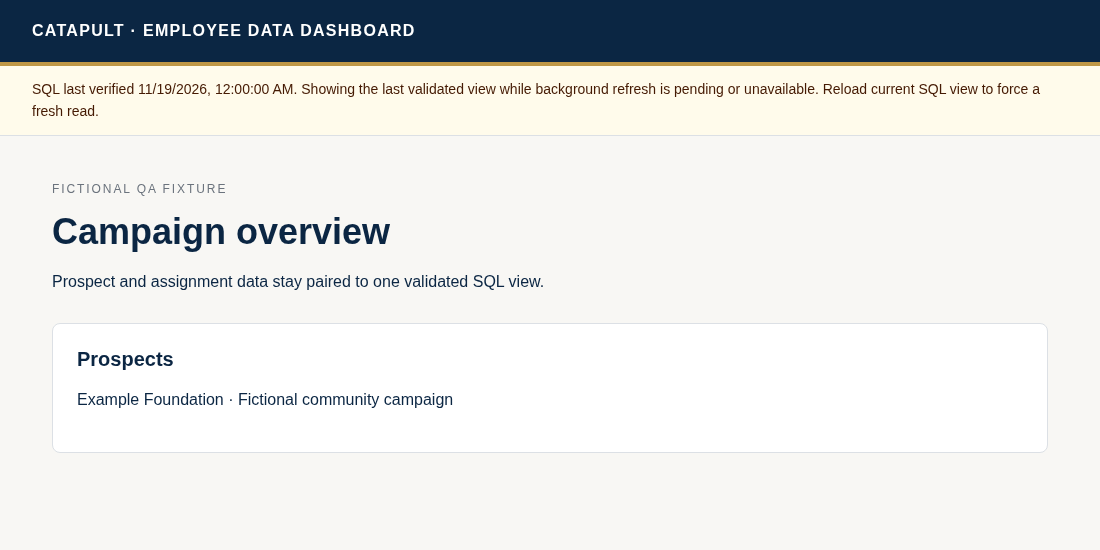 CATAPULT · EMPLOYEE DATA DASHBOARD
SQL last verified 11/19/2026, 12:00:00 AM. Showing the last validated view while background refresh is pending or unavailable. Reload current SQL view to force a
fresh read.
FICTIONAL QA FIXTURE
Campaign overview
Prospect and assignment data stay paired to one validated SQL view.
Prospects
Example Foundation · Fictional community campaign